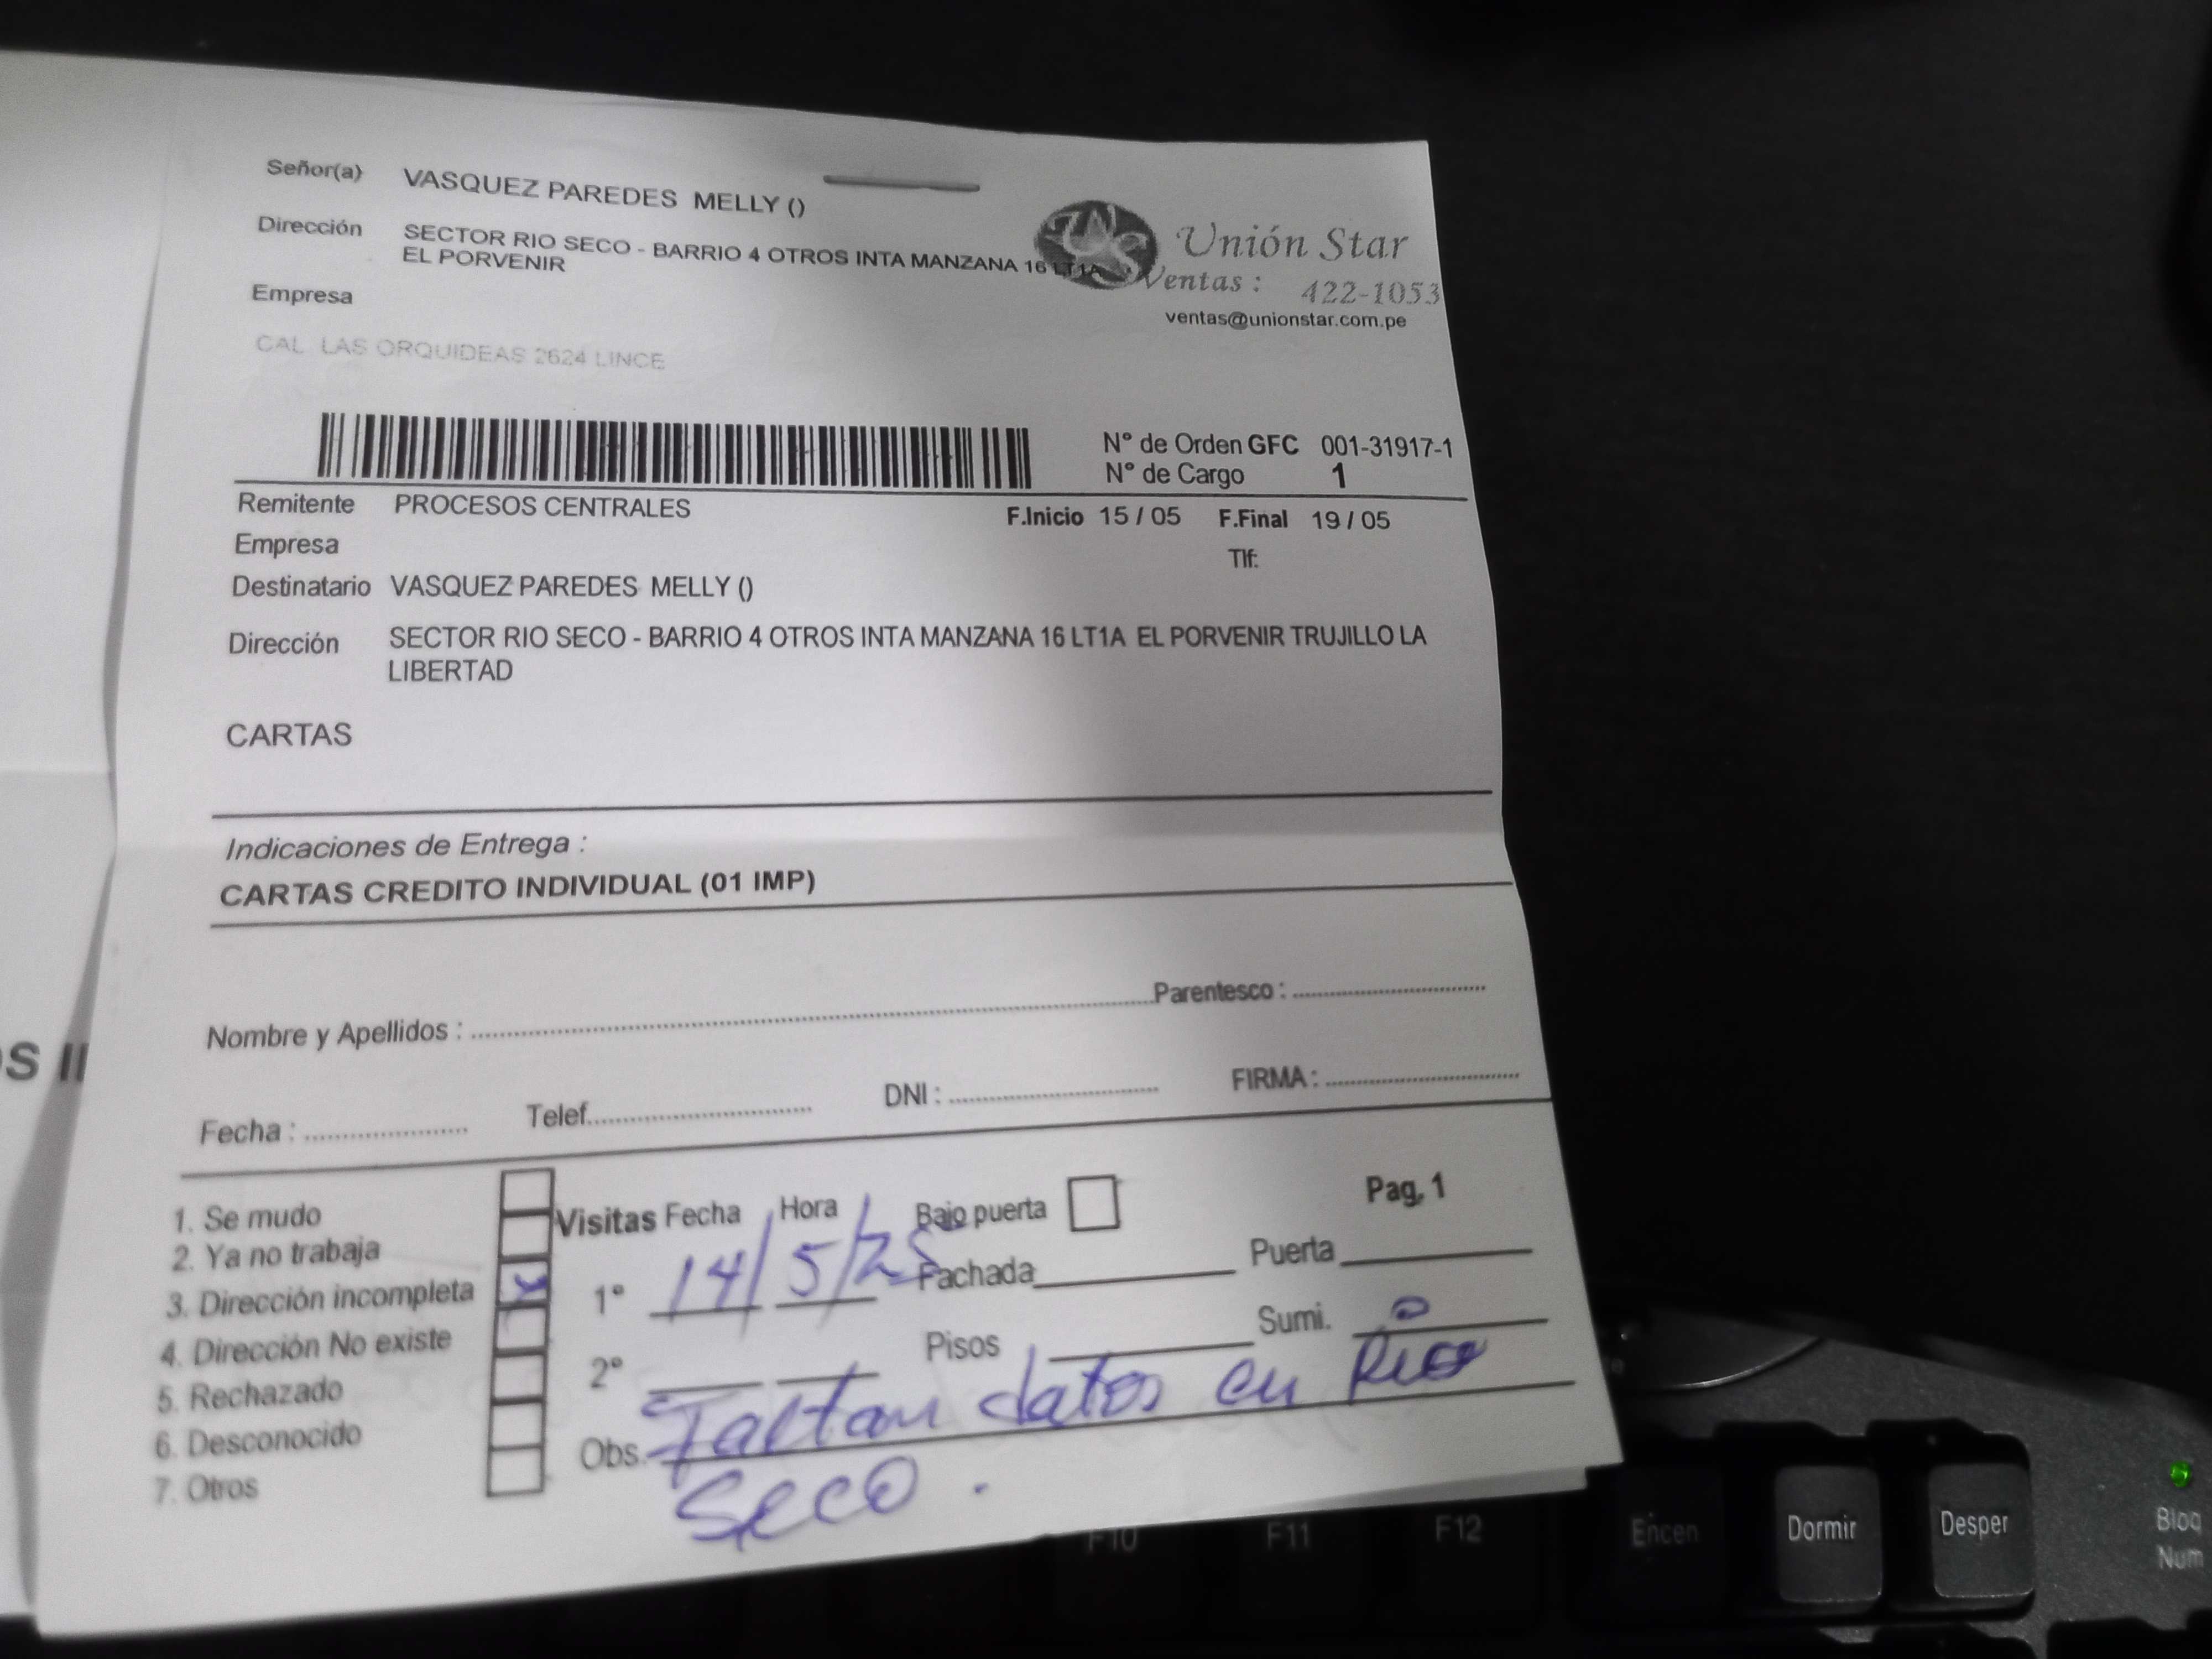 Señor(a) VASQUEZ PAREDES MELLY ()
Dirección SECTOR RIO SECO - BARRIO 4 OTROS INTA MANZANA 16 LT1A
EL PORVENIR
Unión Star
Ventas : 422-1053
ventas@unionstar.com.pe
Empresa
CAL LAS ORQUIDEAS 2624 LINCE
N° de Orden GFC 001-31917-1
N° de Cargo 1
Remitente PROCESOS CENTRALES
F.Inicio 15 / 05 F.Final 19 / 05
Empresa
Tlf:
Destinatario VASQUEZ PAREDES MELLY ()
Dirección SECTOR RIO SECO - BARRIO 4 OTROS INTA MANZANA 16 LT1A EL PORVENIR TRUJILLO LA
LIBERTAD
CARTAS
Indicaciones de Entrega :
CARTAS CREDITO INDIVIDUAL (01 IMP)
Nombre y Apellidos : Parentesco :
Fecha : Telef. DNI : FIRMA :
1. Se mudo
2. Ya no trabaja
3. Dirección incompleta
4. Dirección No existe
5. Rechazado
6. Desconocido
7. Otros
Visitas Fecha Hora Bajo puerta Pag. 1
1° 14/5/25 Fachada Puerta
2° Pisos Sumi.
Obs. Faltan datos en Rio
Seco.
OS II
F10 F11 F12 Encen Dormir Desper
Bloq
Num